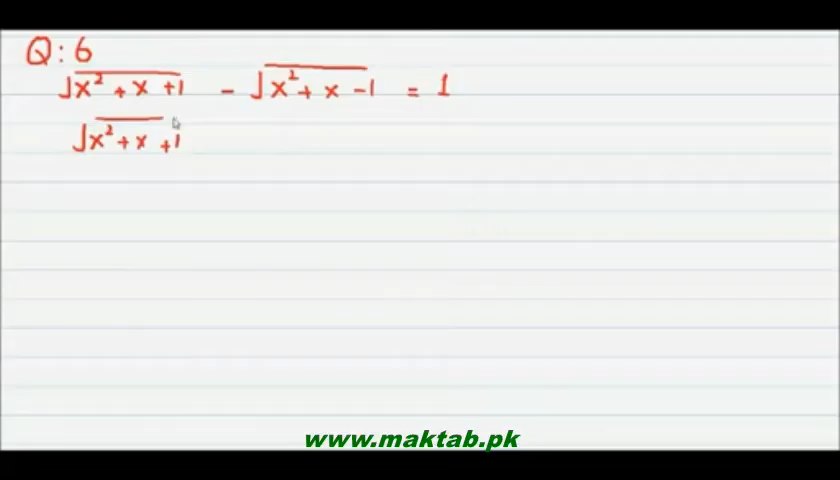 Q: 6
√x² + x + 1 - √x² + x - 1 = 1
√x² + x + 1
www.maktab.pk